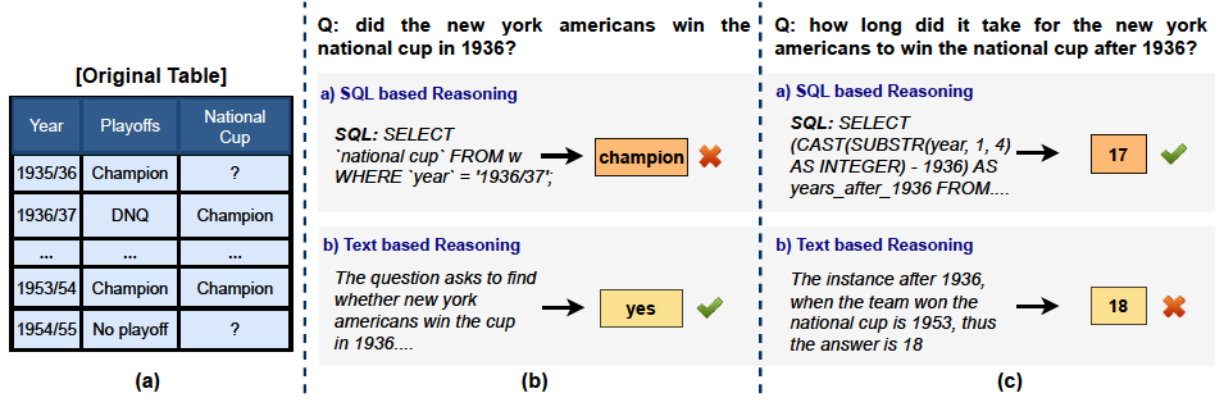 [Original Table]
Year Playoffs National Cup
1935/36 Champion ?
1936/37 DNQ Champion
... ... ...
1953/54 Champion Champion
1954/55 No playoff ?
(a)
Q: did the new york americans win the
national cup in 1936?
a) SQL based Reasoning
SQL: SELECT
`national cup` FROM w
WHERE `year` = '1936/37';
champion
b) Text based Reasoning
The question asks to find
whether new york
americans win the cup
in 1936....
yes
(b)
Q: how long did it take for the new york
americans to win the national cup after 1936?
a) SQL based Reasoning
SQL: SELECT
(CAST(SUBSTR(year, 1, 4)
AS INTEGER) - 1936) AS
years_after_1936 FROM....
17
b) Text based Reasoning
The instance after 1936,
when the team won the
national cup is 1953, thus
the answer is 18
18
(c)